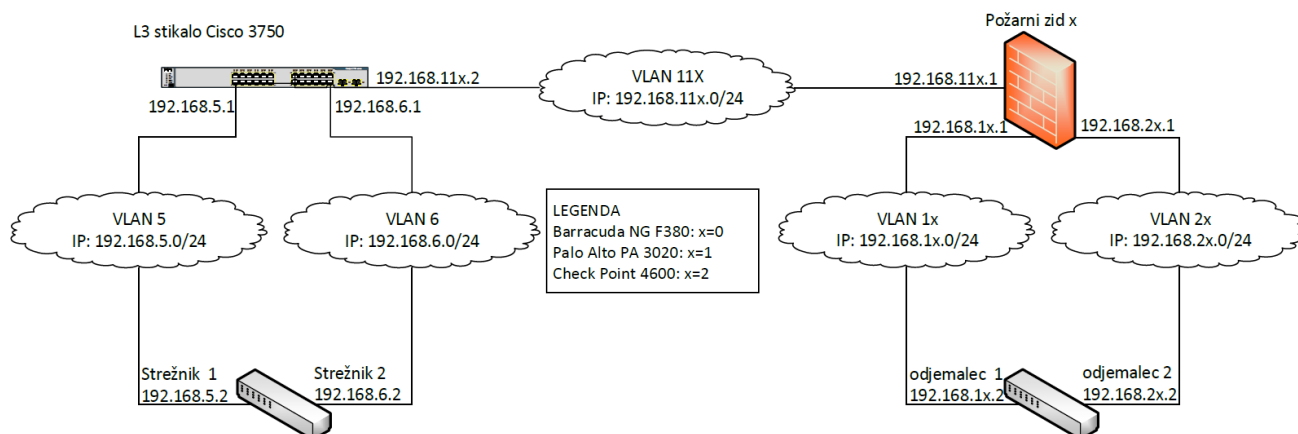 L3 stikalo Cisco 3750
Požarni zid x
192.168.11x.2
VLAN 11X
IP: 192.168.11x.0/24
192.168.11x.1
192.168.5.1
192.168.6.1
192.168.1x.1
192.168.2x.1
VLAN 5
IP: 192.168.5.0/24
VLAN 6
IP: 192.168.6.0/24
LEGENDA
Barracuda NG F380: x=0
Palo Alto PA 3020: x=1
Check Point 4600: x=2
VLAN 1x
IP: 192.168.1x.0/24
VLAN 2x
IP: 192.168.2x.0/24
Strežnik 1
192.168.5.2
Strežnik 2
192.168.6.2
odjemalec 1
192.168.1x.2
odjemalec 2
192.168.2x.2